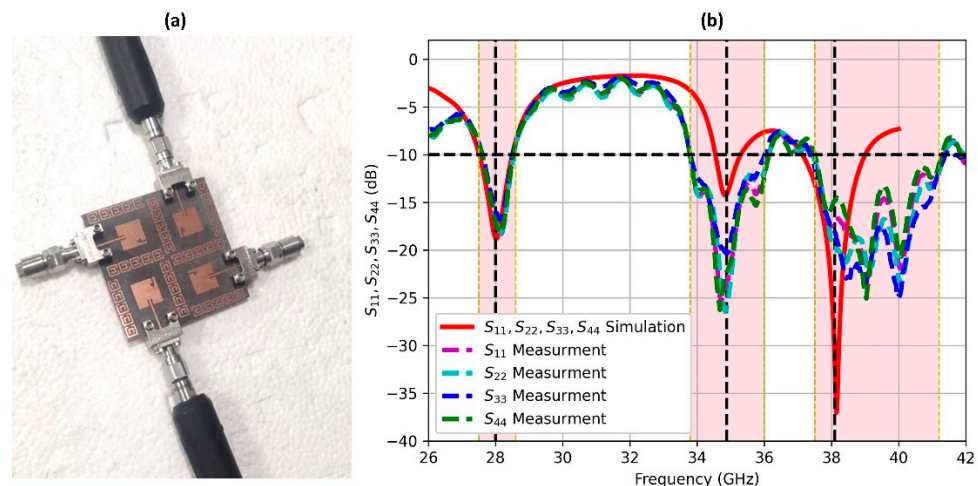 (a)
(b)
0
−5
−10
−15
−20
−25
−30
−35
−40
S11, S22, S33, S44 (dB)
S11, S22, S33, S44 Simulation
S11 Measurment
S22 Measurment
S33 Measurment
S44 Measurment
26 28 30 32 34 36 38 40 42
Frequency (GHz)